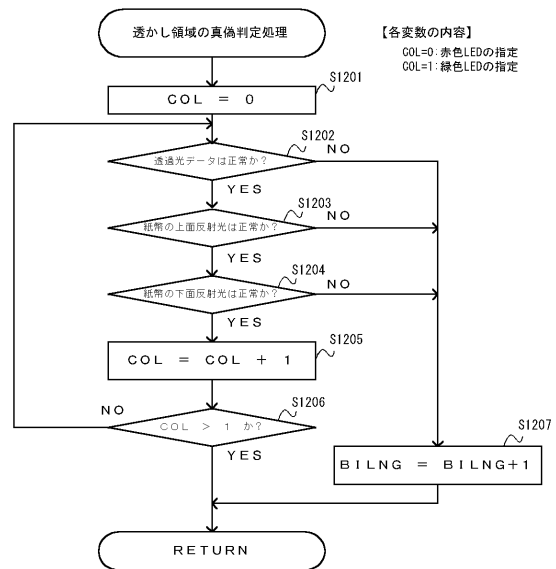 透かし領域の真偽判定処理
【各変数の内容】
COL=0:赤色LEDの指定
COL=1:緑色LEDの指定
S1201
COL = 0
S1202
透過光データは正常か?
NO
YES
S1203
紙幣の上面反射光は正常か?
NO
YES
S1204
紙幣の下面反射光は正常か?
NO
YES
S1205
COL = COL + 1
S1206
COL > 1 か?
NO
YES
S1207
BILNG = BILNG+1
RETURN